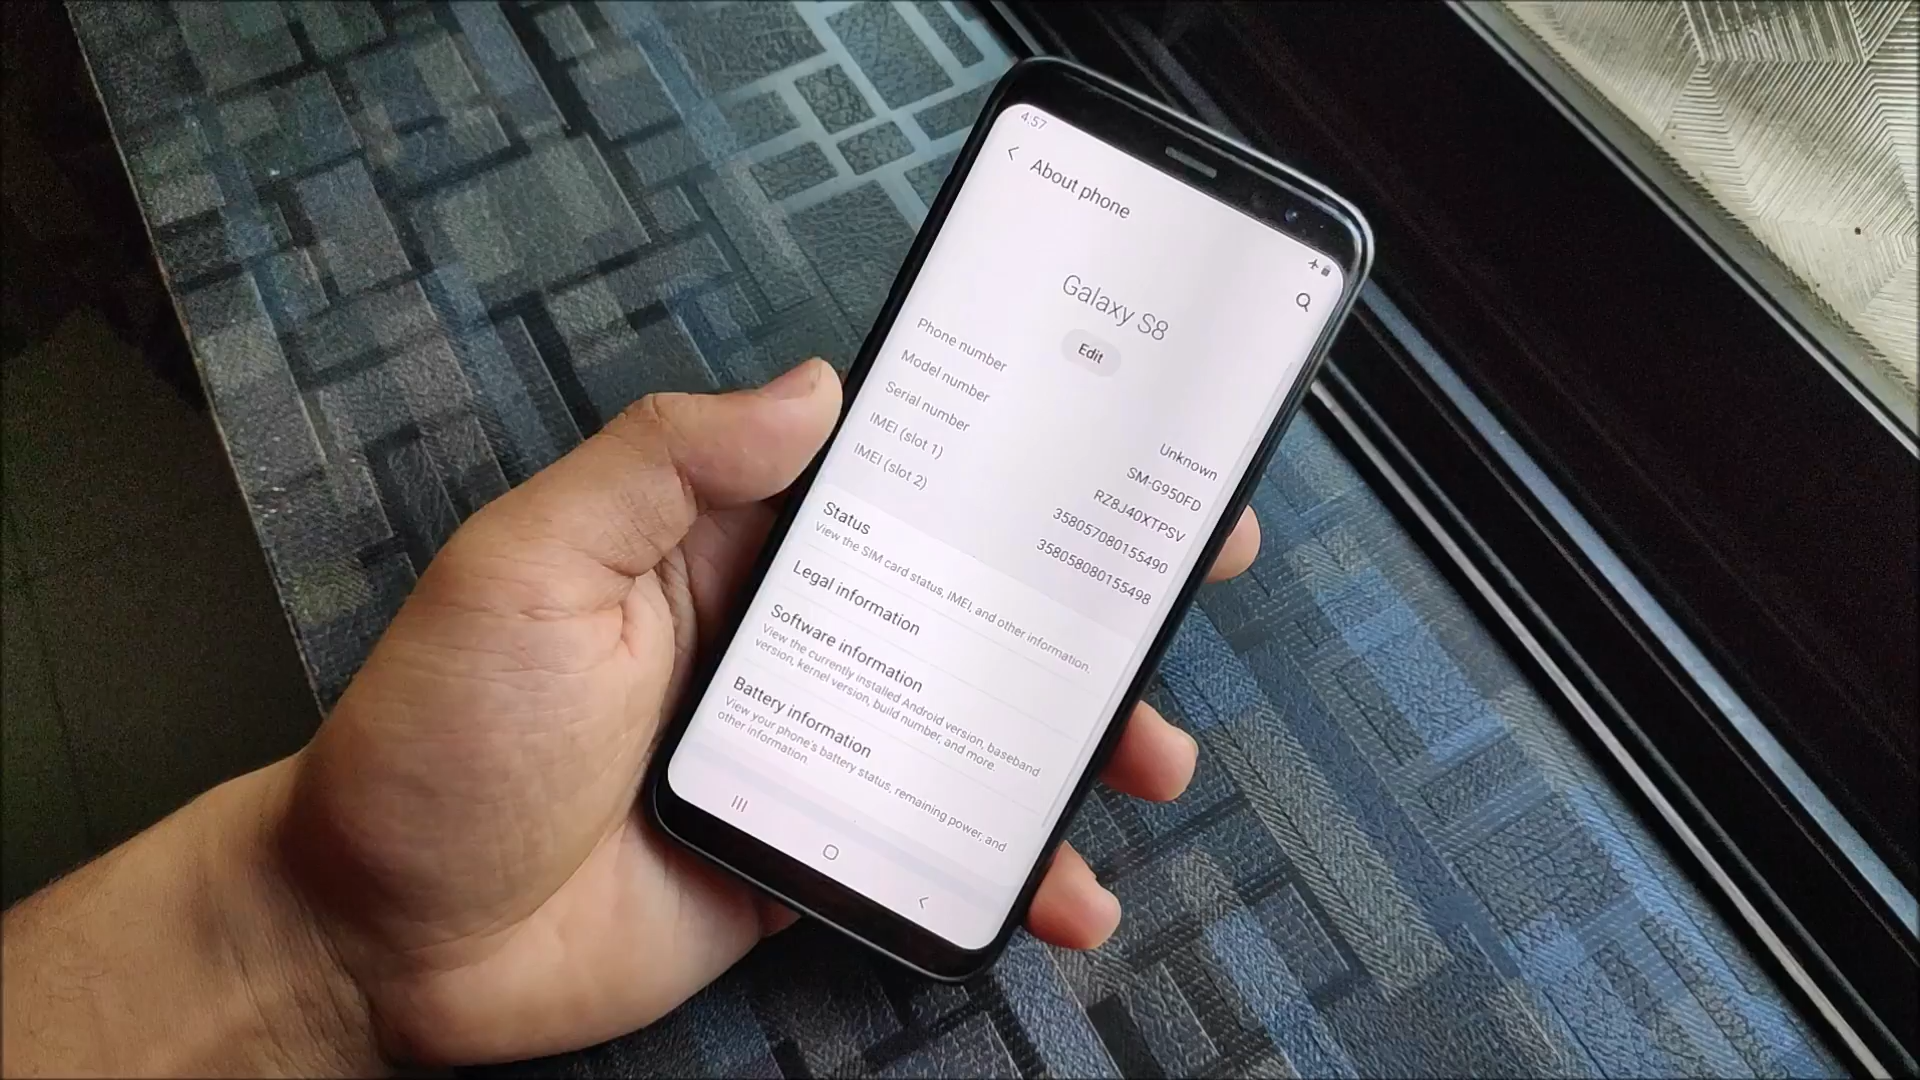 4:57
About phone
Galaxy S8
Edit
Phone number Unknown
Model number SM-G950FD
Serial number RZ8J40XTPSV
IMEI (slot 1) 358057080155490
IMEI (slot 2) 358058080155498
Status
View the SIM card status, IMEI, and other information.
Legal information
Software information
View the currently installed Android version, baseband
version, kernel version, build number, and more.
Battery information
View your phone's battery status, remaining power, and
other information.